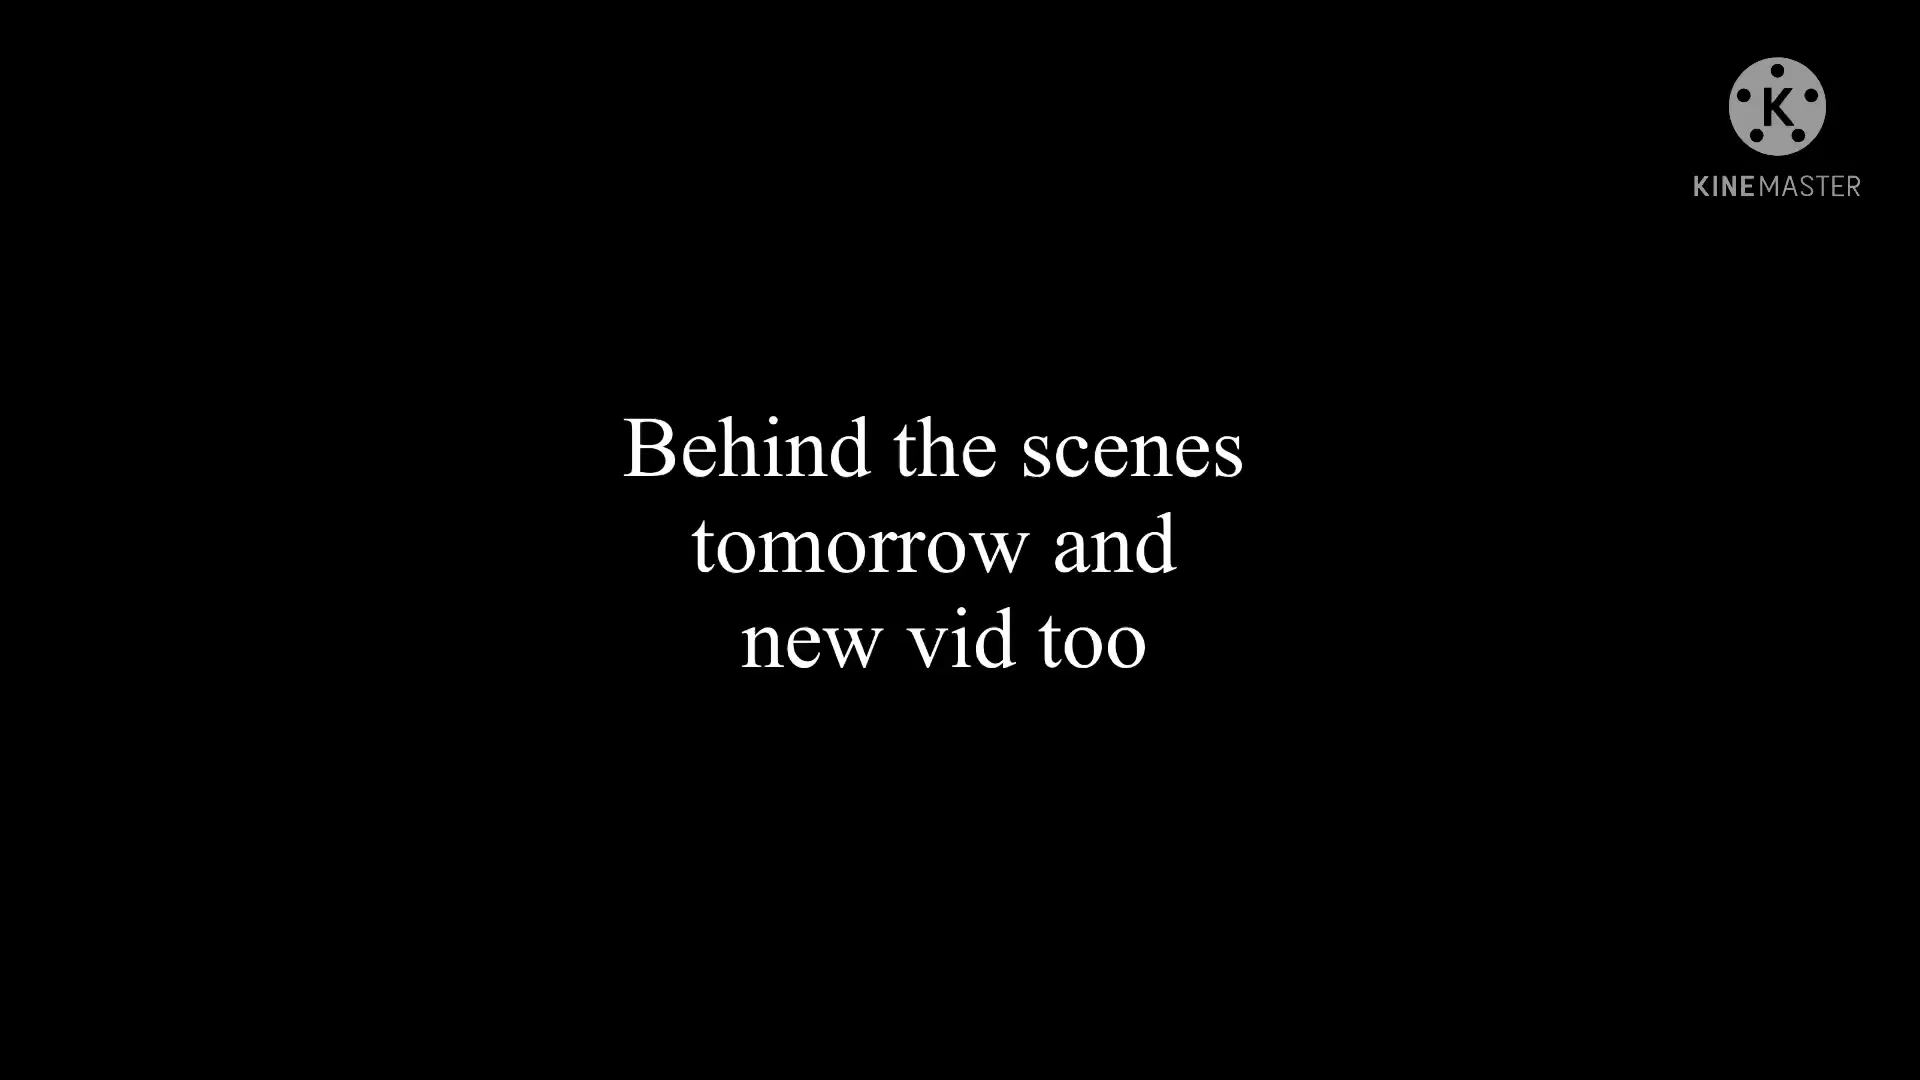 K
KINEMASTER
Behind the scenes
tomorrow and
new vid too